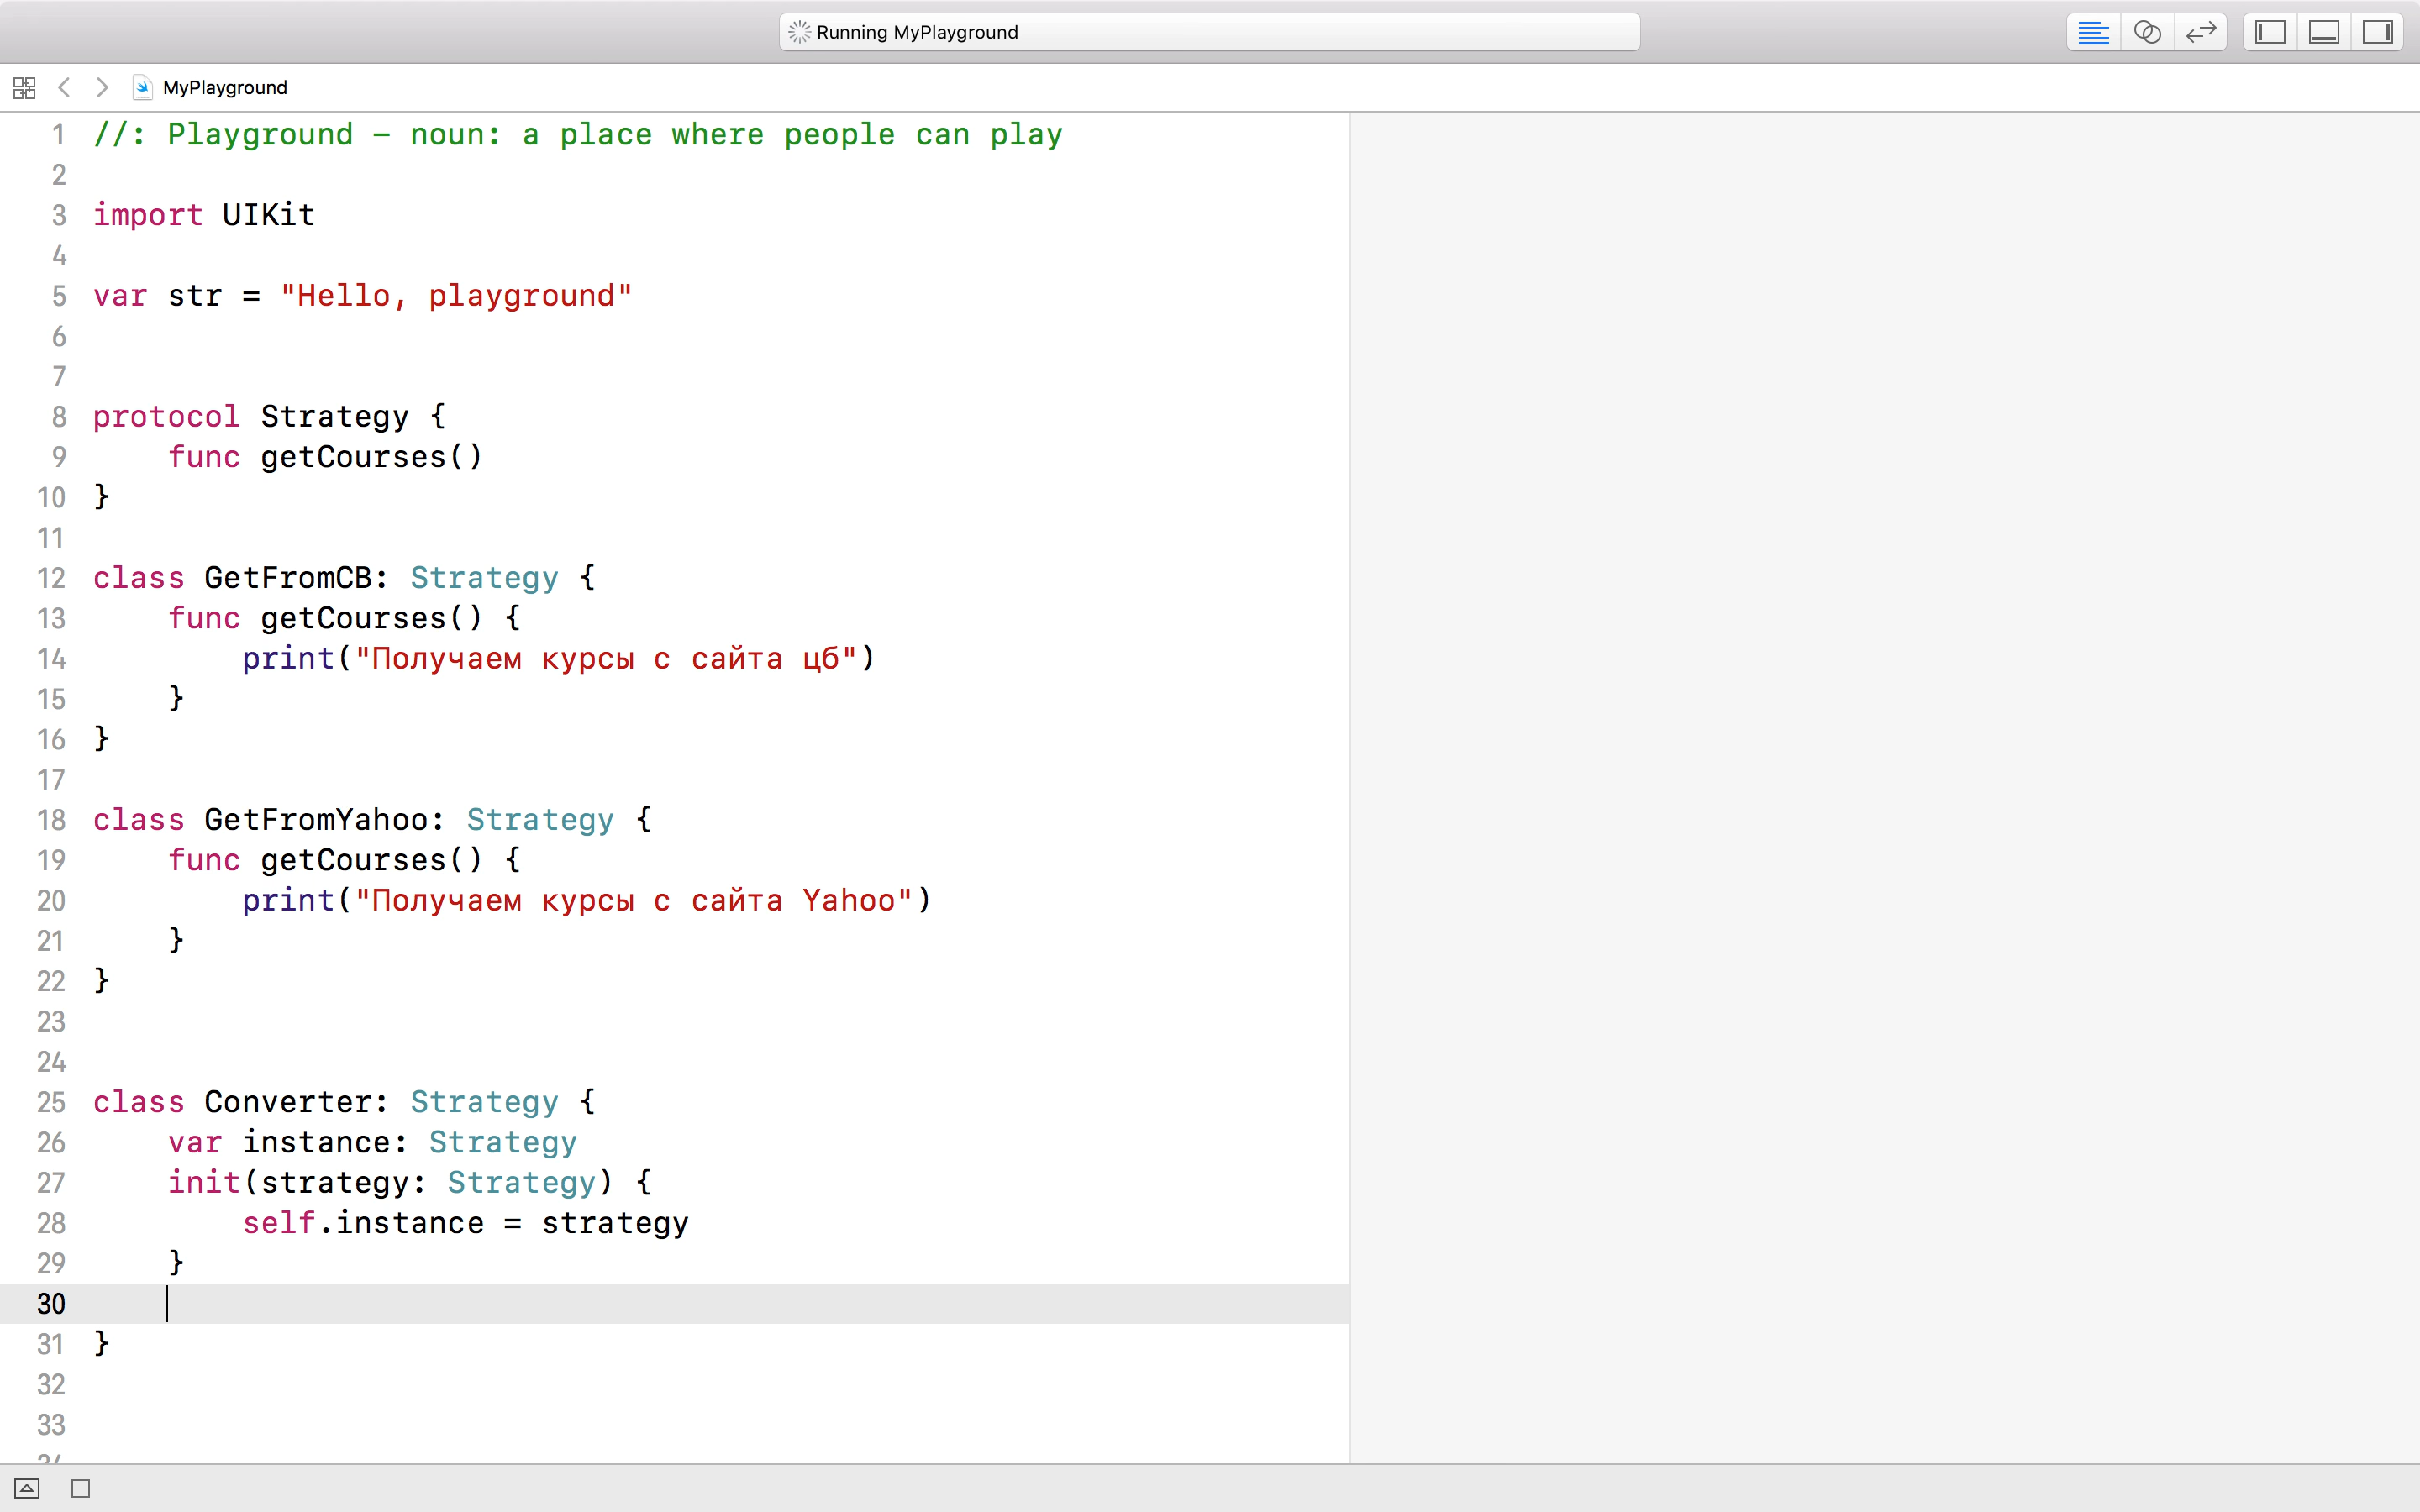 Running MyPlayground
MyPlayground
1 //: Playground – noun: a place where people can play
2
3 import UIKit
4
5 var str = "Hello, playground"
6
7
8 protocol Strategy {
9 func getCourses()
10 }
11
12 class GetFromCB: Strategy {
13 func getCourses() {
14 print("Получаем курсы с сайта цб")
15 }
16 }
17
18 class GetFromYahoo: Strategy {
19 func getCourses() {
20 print("Получаем курсы с сайта Yahoo")
21 }
22 }
23
24
25 class Converter: Strategy {
26 var instance: Strategy
27 init(strategy: Strategy) {
28 self.instance = strategy
29 }
30
31 }
32
33